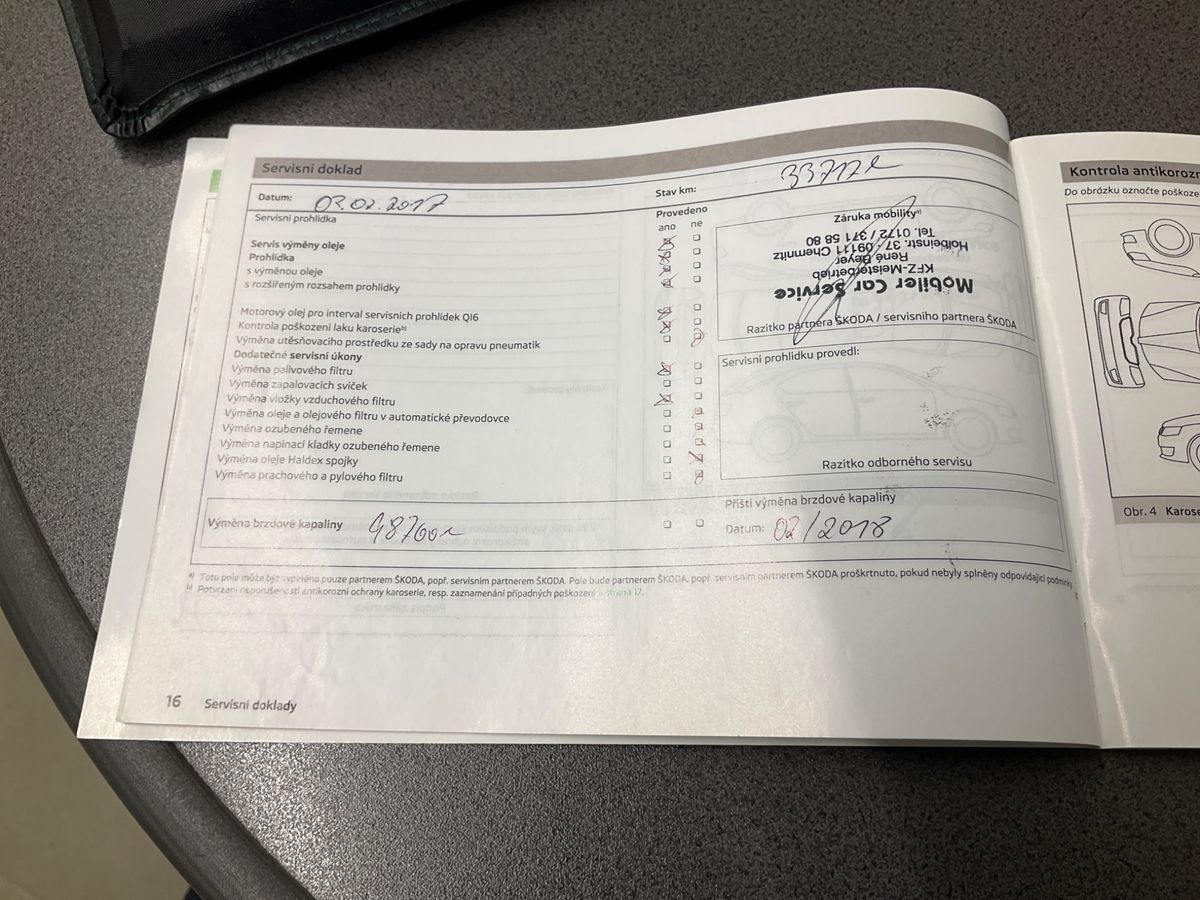 Servisní doklad
Datum: 03.02.2017
Stav km: 33717
Servisní prohlídka
Provedeno
ano ne
Servis výměny oleje
Prohlídka
s výměnou oleje
s rozšířeným rozsahem prohlídky
Motorový olej pro interval servisních prohlídek QI6
Kontrola poškození laku karoserie b)
Výměna utěsňovacího prostředku ze sady na opravu pneumatik
Dodatečné servisní úkony
Výměna palivového filtru
Výměna zapalovacích svíček
Výměna vložky vzduchového filtru
Výměna oleje a olejového filtru v automatické převodovce
Výměna ozubeného řemene
Výměna napínací kladky ozubeného řemene
Výměna oleje Haldex spojky
Výměna prachového a pylového filtru
Záruka mobility a)
Mobiler Car Service
KFZ-Meisterbetrieb
René Beyer
Holbeinstr. 37 - 09111 Chemnitz
Tel. 0172 / 371 58 80
Razítko partnera ŠKODA / servisního partnera ŠKODA
Servisní prohlídku provedl:
Razítko odborného servisu
Výměna brzdové kapaliny
Příští výměna brzdové kapaliny
Datum: 02/2018
a) Toto pole může být vyplněno pouze partnerem ŠKODA, popř. servisním partnerem ŠKODA. Pole bude partnerem ŠKODA, popř. servisním partnerem ŠKODA proškrtnuto, pokud nebyly splněny odpovídající podmínky
b) Potvrzení neporušenosti antikorozní ochrany karoserie, resp. zaznamenání případných poškození » strana 17.
16 Servisní doklady
Kontrola antikorozn
Do obrázku označte poškoze
Obr. 4 Karose